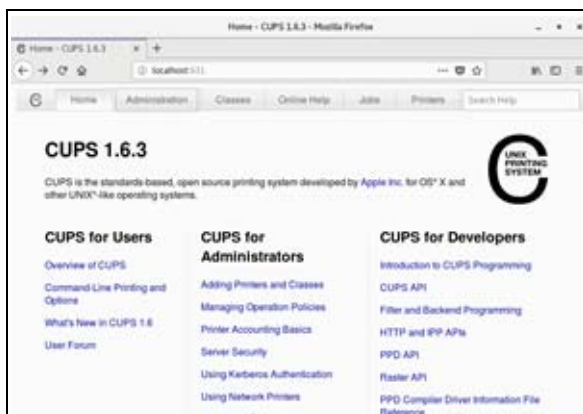 Home - CUPS 1.6.3 - Mozilla Firefox
Home - CUPS 1.6.3
localhost:631
Home Administration Classes Online Help Jobs Printers Search Help
CUPS 1.6.3
CUPS is the standards-based, open source printing system developed by Apple Inc. for OS® X and
other UNIX®-like operating systems.
UNIX
PRINTING
SYSTEM
CUPS for Users
Overview of CUPS
Command-Line Printing and
Options
What's New in CUPS 1.6
User Forum
CUPS for
Administrators
Adding Printers and Classes
Managing Operation Policies
Printer Accounting Basics
Server Security
Using Kerberos Authentication
Using Network Printers
CUPS for Developers
Introduction to CUPS Programming
CUPS API
Filter and Backend Programming
HTTP and IPP APIs
PPD API
Raster API
PPD Compiler Driver Information File
Reference